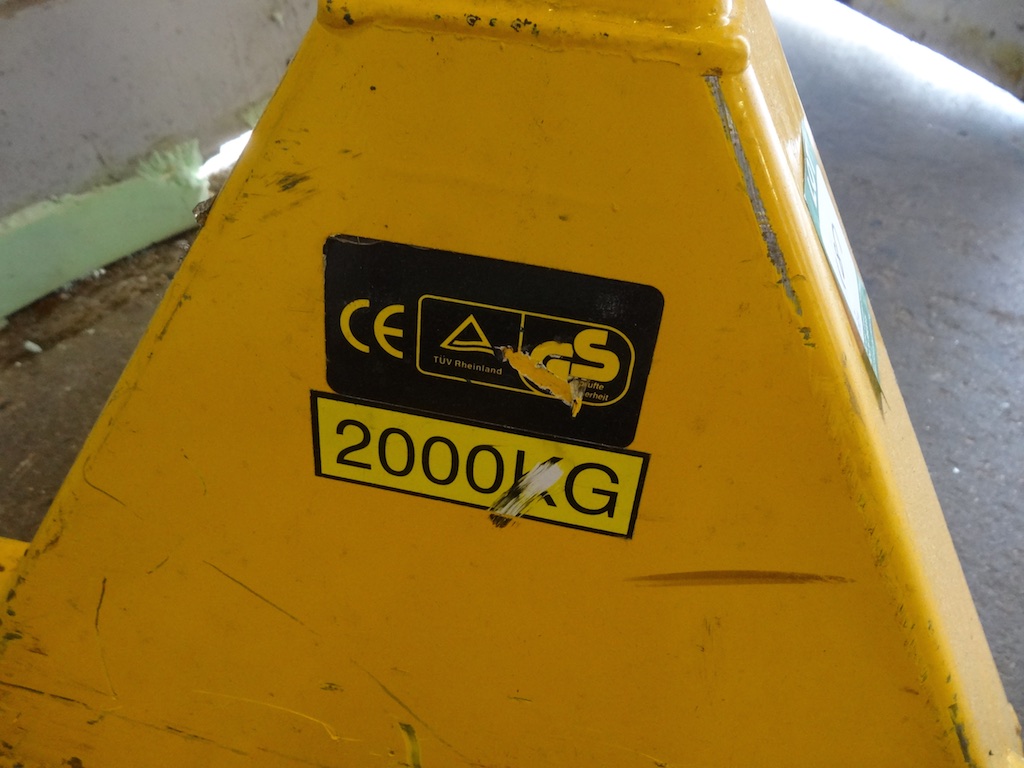 CE
TÜV Rheinland
GS
2000KG